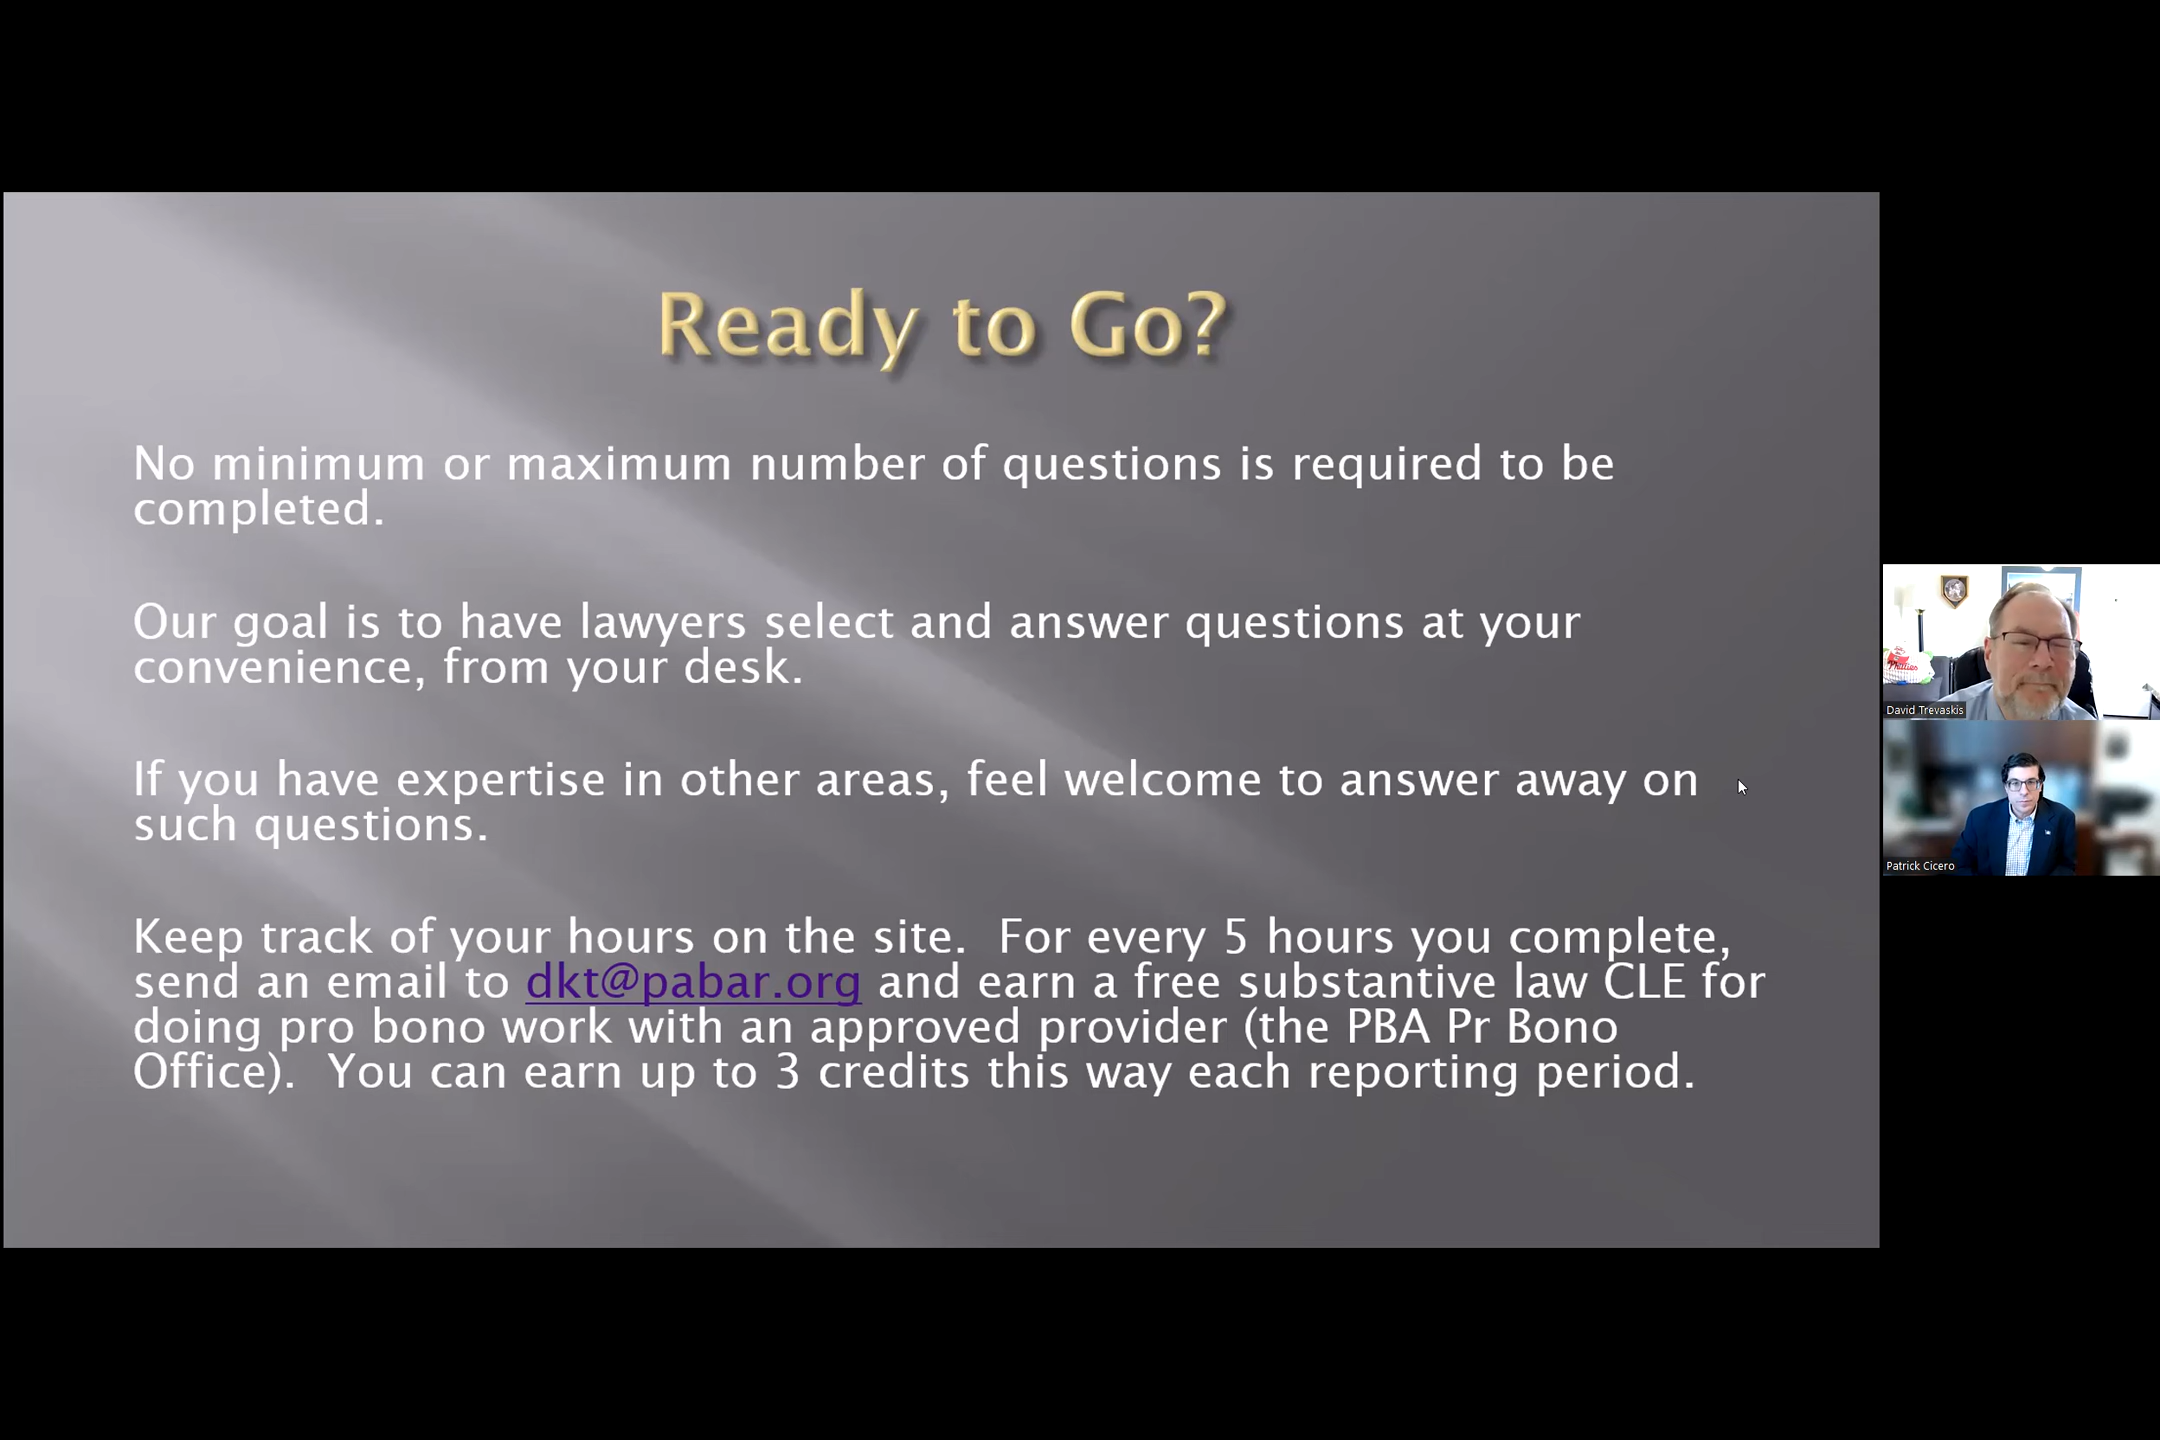 Ready to Go?
No minimum or maximum number of questions is required to be
completed.
Our goal is to have lawyers select and answer questions at your
convenience, from your desk.
If you have expertise in other areas, feel welcome to answer away on
such questions.
Keep track of your hours on the site.  For every 5 hours you complete,
send an email to dkt@pabar.org and earn a free substantive law CLE for
doing pro bono work with an approved provider (the PBA Pr Bono
Office).  You can earn up to 3 credits this way each reporting period.
Phillies
David Trevaskis
Patrick Cicero